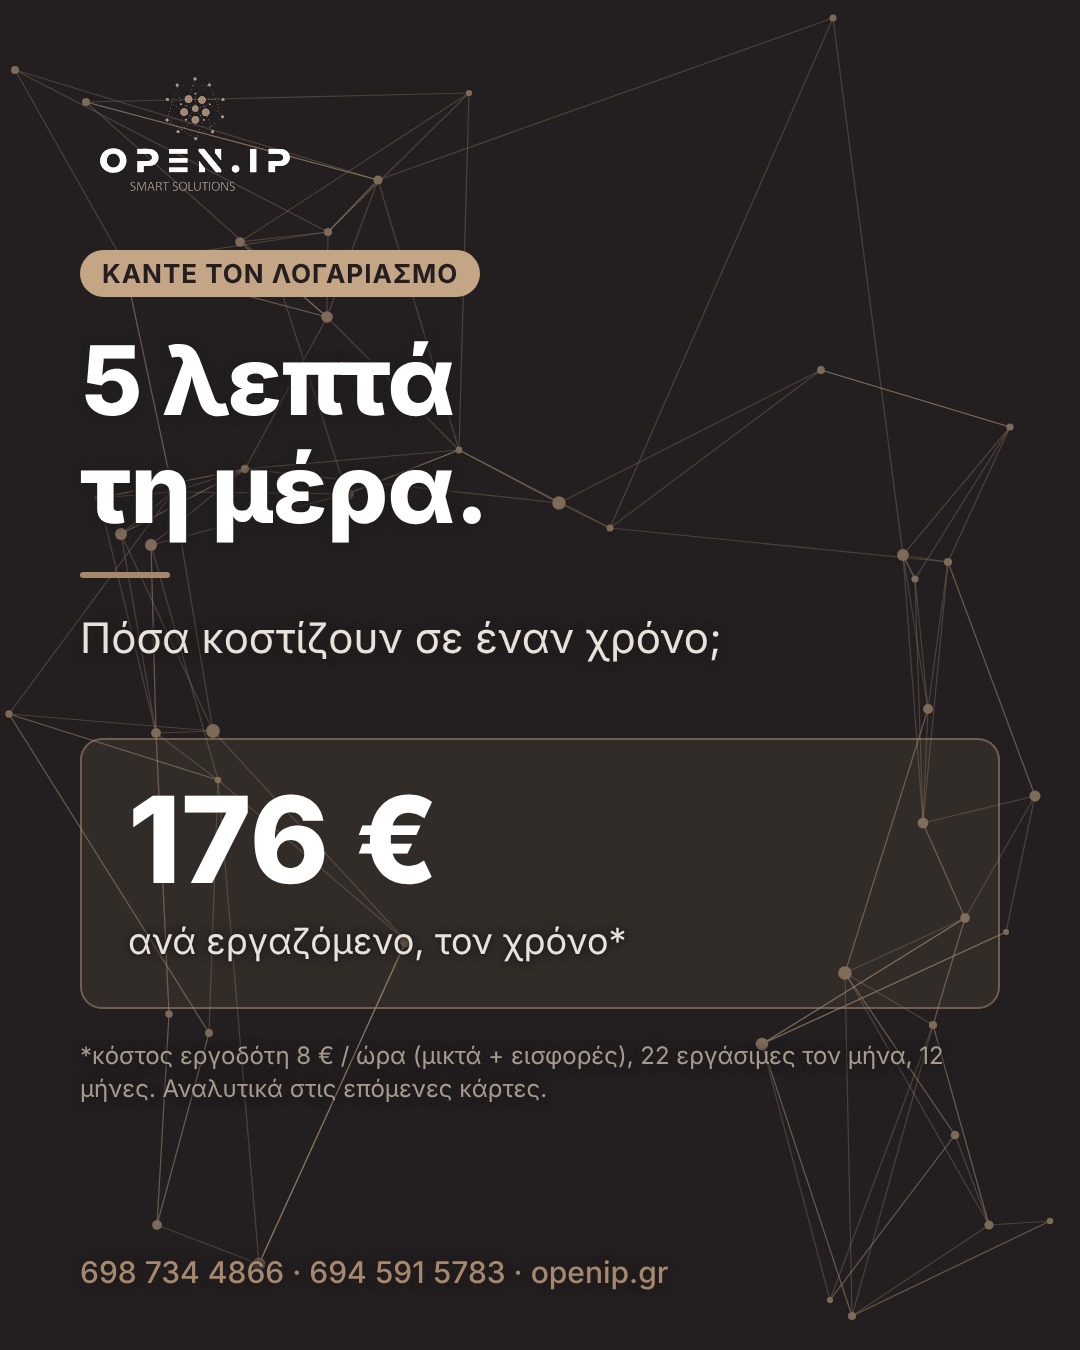 OPEN.IP
SMART SOLUTIONS
ΚΑΝΤΕ ΤΟΝ ΛΟΓΑΡΙΑΣΜΟ
5 λεπτά
τη μέρα.
Πόσα κοστίζουν σε έναν χρόνο;
176 €
ανά εργαζόμενο, τον χρόνο*
*κόστος εργοδότη 8 € / ώρα (μικτά + εισφορές), 22 εργάσιμες τον μήνα, 12
μήνες. Αναλυτικά στις επόμενες κάρτες.
698 734 4866 · 694 591 5783 · openip.gr